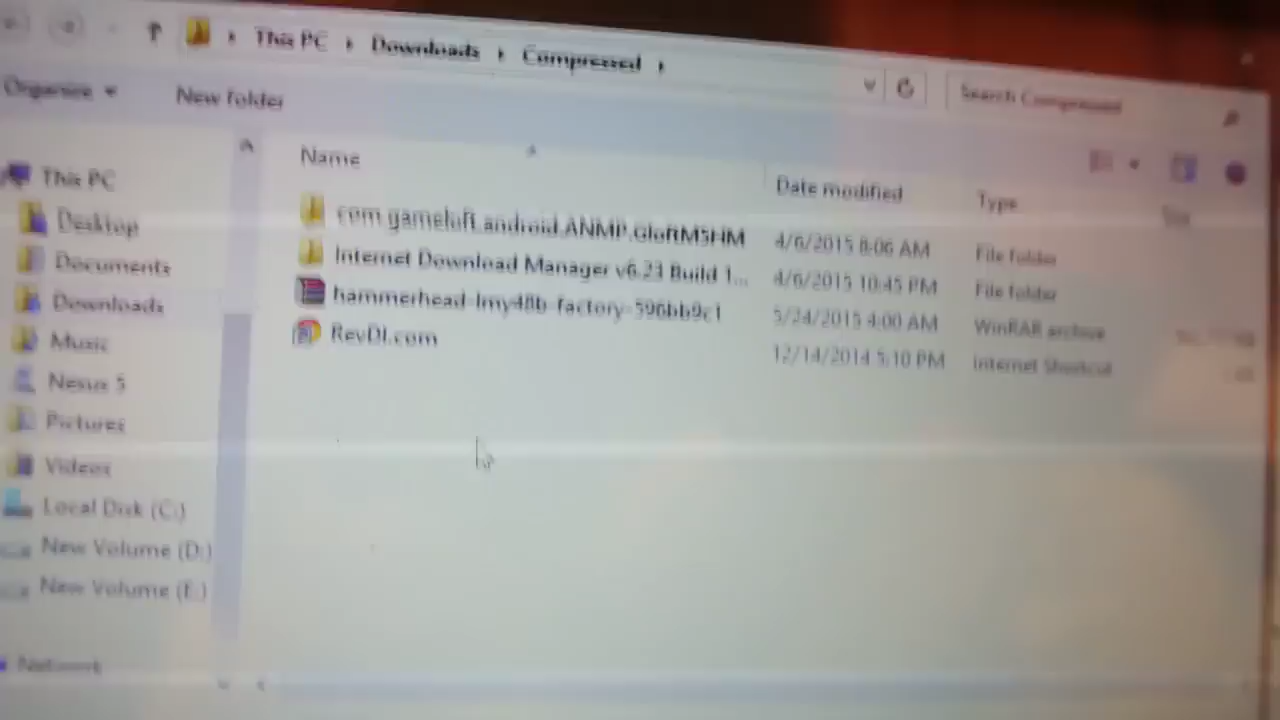 This PC Downloads Compressed
Search Compressed
Organize New folder
Name Date modified Type
com.gameloft.android.ANMP.GloftM5HM 4/6/2015 8:06 AM File folder
Internet Download Manager v6.23 Build 1... 4/6/2015 10:45 PM File folder
hammerhead-lmy48b-factory-596bb9c1 5/24/2015 4:00 AM WinRAR archive
RevDl.com 12/14/2014 5:10 PM Internet Shortcut
This PC
Desktop
Documents
Downloads
Music
Nexus 5
Pictures
Videos
Local Disk (C:)
New Volume (D:)
New Volume (E:)
Network